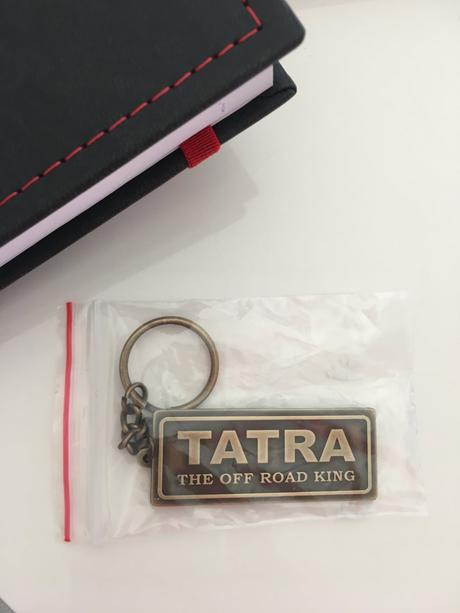 TATRA
THE OFF ROAD KING